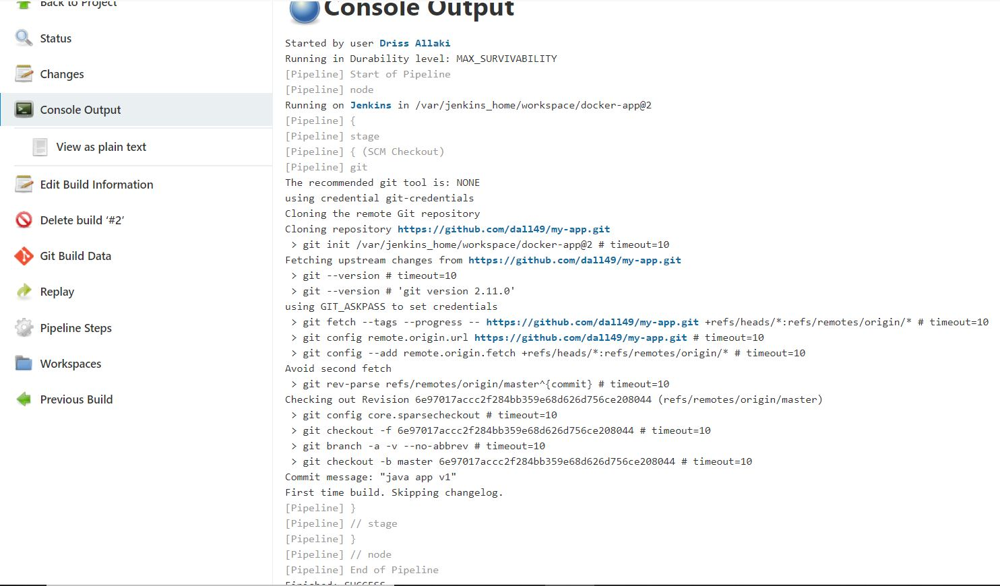 Back to Project
Status
Changes
Console Output
View as plain text
Edit Build Information
Delete build ‘#2’
Git Build Data
Replay
Pipeline Steps
Workspaces
Previous Build
Console Output
Started by user Driss Allaki
Running in Durability level: MAX_SURVIVABILITY
[Pipeline] Start of Pipeline
[Pipeline] node
Running on Jenkins in /var/jenkins_home/workspace/docker-app@2
[Pipeline] {
[Pipeline] stage
[Pipeline] { (SCM Checkout)
[Pipeline] git
The recommended git tool is: NONE
using credential git-credentials
Cloning the remote Git repository
Cloning repository https://github.com/dall49/my-app.git
> git init /var/jenkins_home/workspace/docker-app@2 # timeout=10
Fetching upstream changes from https://github.com/dall49/my-app.git
> git --version # timeout=10
> git --version # 'git version 2.11.0'
using GIT_ASKPASS to set credentials
> git fetch --tags --progress -- https://github.com/dall49/my-app.git +refs/heads/*:refs/remotes/origin/* # timeout=10
> git config remote.origin.url https://github.com/dall49/my-app.git # timeout=10
> git config --add remote.origin.fetch +refs/heads/*:refs/remotes/origin/* # timeout=10
Avoid second fetch
> git rev-parse refs/remotes/origin/master^{commit} # timeout=10
Checking out Revision 6e97017accc2f284bb359e68d626d756ce208044 (refs/remotes/origin/master)
> git config core.sparsecheckout # timeout=10
> git checkout -f 6e97017accc2f284bb359e68d626d756ce208044 # timeout=10
> git branch -a -v --no-abbrev # timeout=10
> git checkout -b master 6e97017accc2f284bb359e68d626d756ce208044 # timeout=10
Commit message: "java app v1"
First time build. Skipping changelog.
[Pipeline] }
[Pipeline] // stage
[Pipeline] }
[Pipeline] // node
[Pipeline] End of Pipeline
Finished: SUCCESS